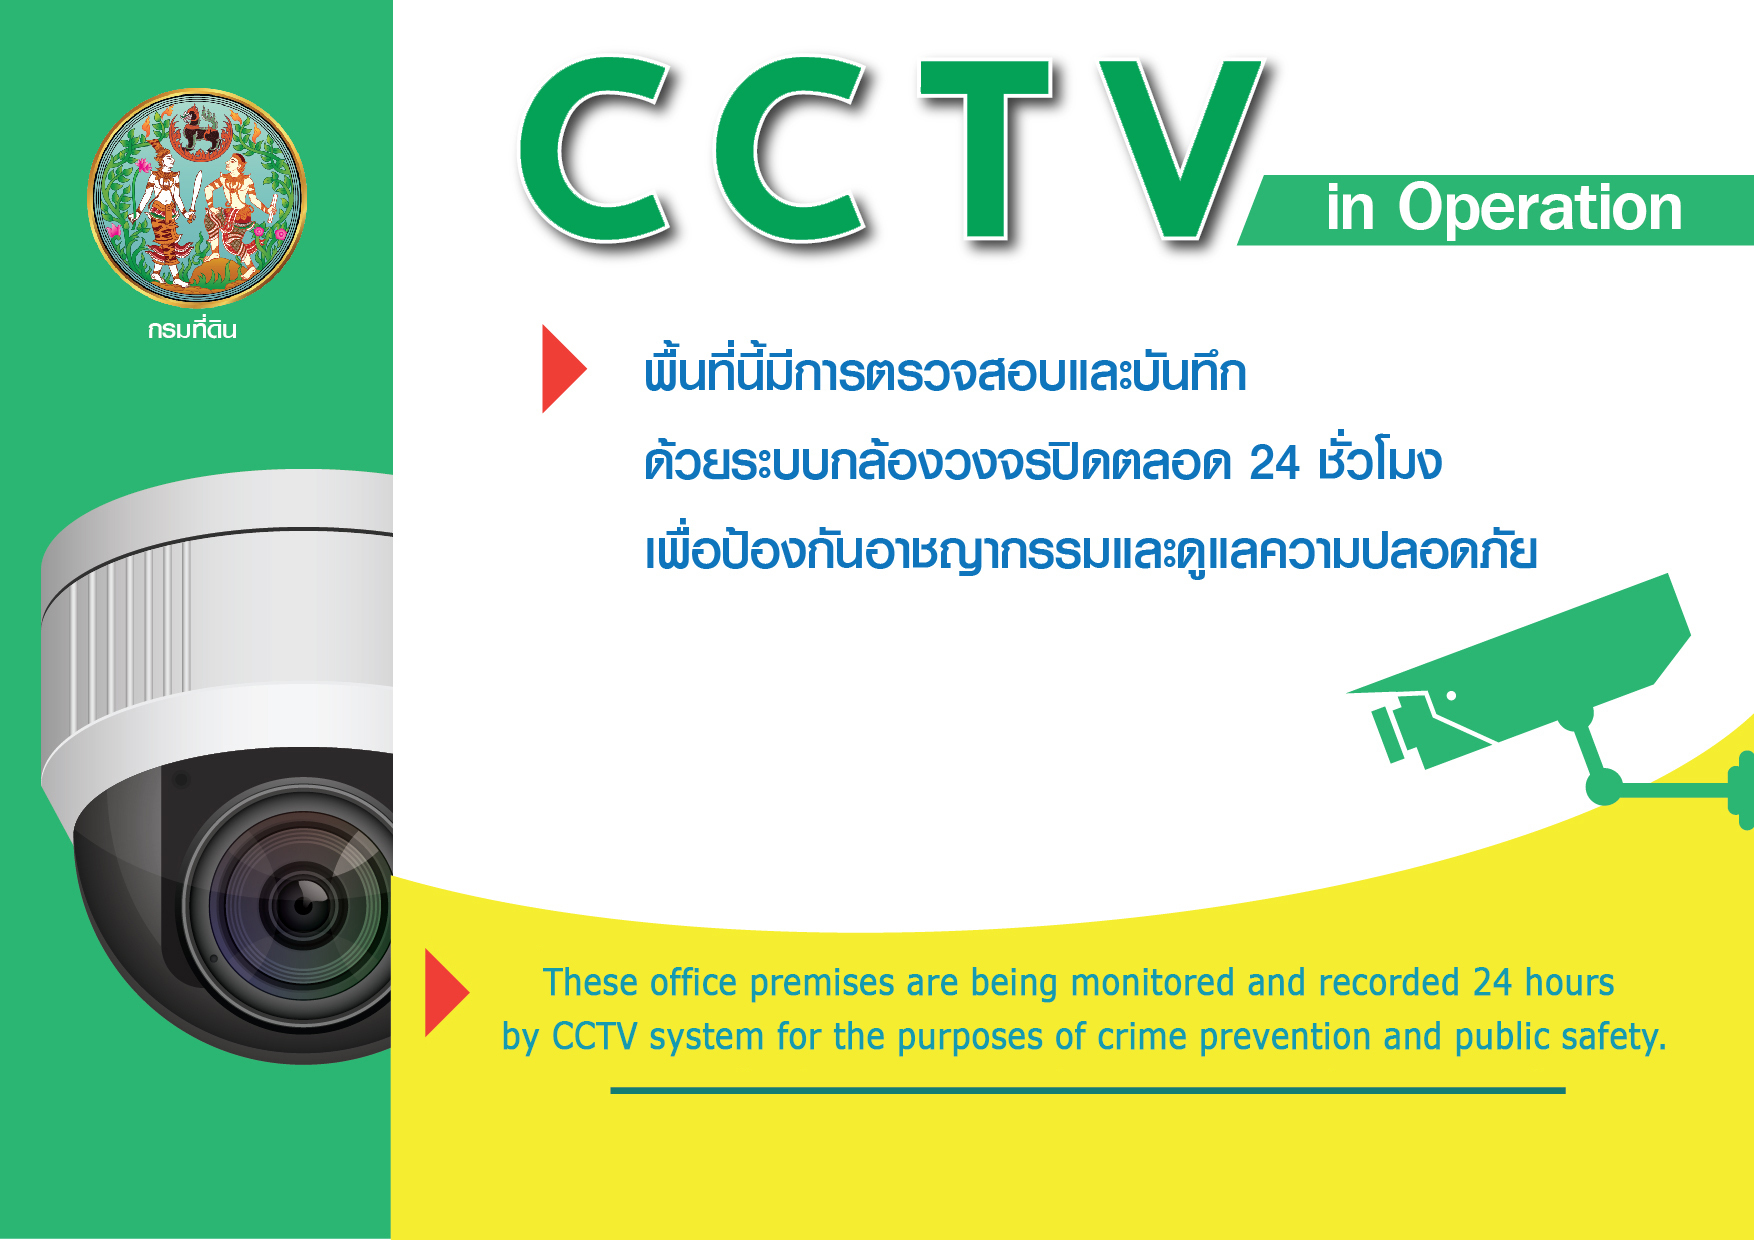 CCTV
in Operation
กรมที่ดิน
พื้นที่นี้มีการตรวจสอบและบันทึก
ด้วยระบบกล้องวงจรปิดตลอด 24 ชั่วโมง
เพื่อป้องกันอาชญากรรมและดูแลความปลอดภัย
These office premises are being monitored and recorded 24 hours
by CCTV system for the purposes of crime prevention and public safety.